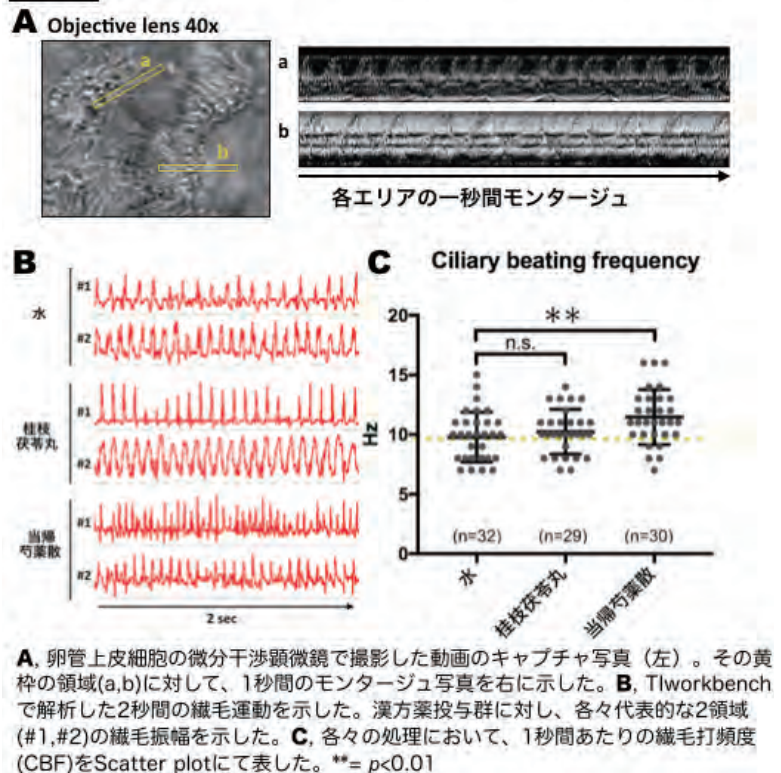 A Objective lens 40x
a
b
a
b
各エリアの一秒間モンタージュ
B
水
#1
#2
桂枝
茯苓丸
#1
#2
当帰
芍薬散
#1
#2
2 sec
C Ciliary beating frequency
**
n.s.
20
15
10
5
0
Hz
(n=32)
(n=29)
(n=30)
水
桂枝茯苓丸
当帰芍薬散
A, 卵管上皮細胞の微分干渉顕微鏡で撮影した動画のキャプチャ写真（左）。その黄
枠の領域(a,b)に対して、1秒間のモンタージュ写真を右に示した。B, TIworkbench
で解析した2秒間の繊毛運動を示した。漢方薬投与群に対し、各々代表的な2領域
(#1,#2)の繊毛振幅を示した。C, 各々の処理において、1秒間あたりの繊毛打頻度
(CBF)をScatter plotにて表した。**= p<0.01